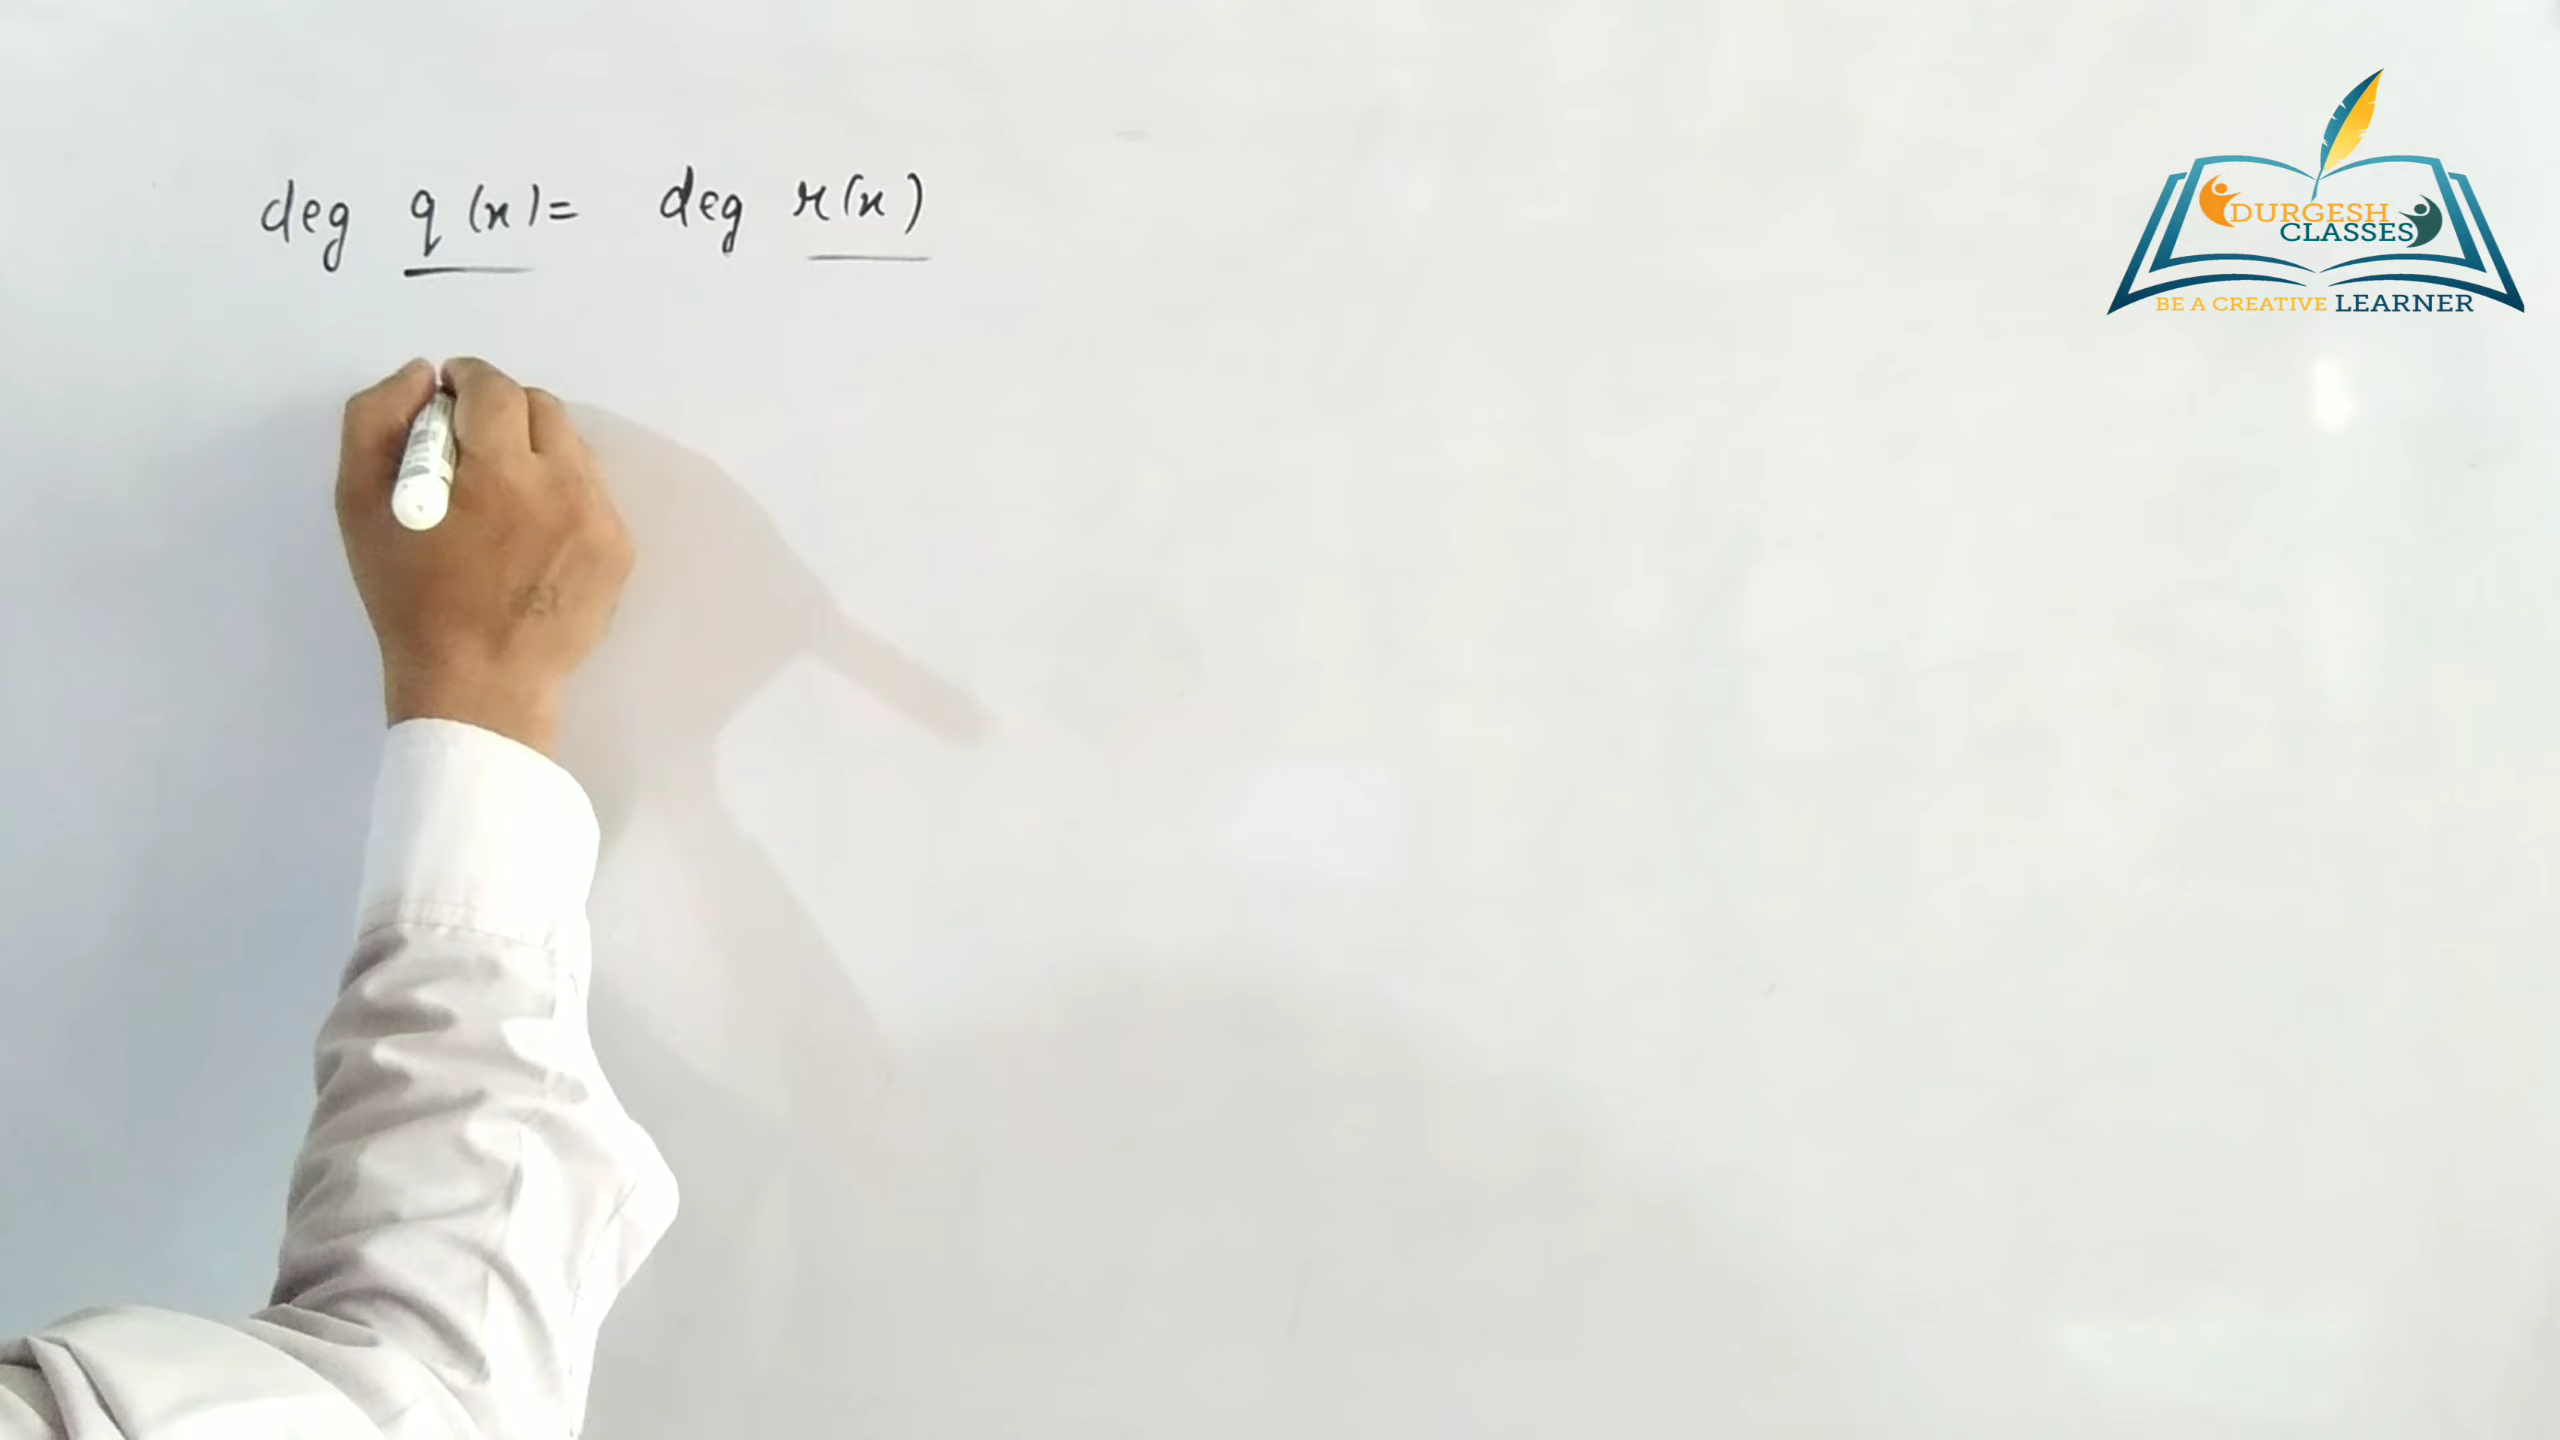 deg q(x) = deg r(x)
DURGESH
CLASSES
BE A CREATIVE LEARNER